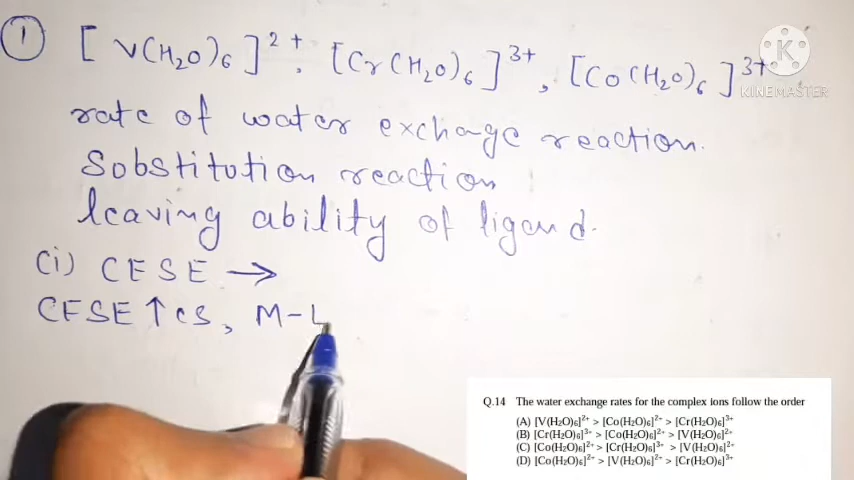 ① [V(H₂O)₆]²⁺, [Cr(H₂O)₆]³⁺, [Co(H₂O)₆]³⁺
KINEMASTER
rate of water exchange reaction.
Sobstitution reaction
leaving ability of ligand.
(i) CFSE →
CFSE ↑ cs, M-L
Q.14 The water exchange rates for the complex ions follow the order
(A) [V(H₂O)₆]²⁺ > [Co(H₂O)₆]²⁺ > [Cr(H₂O)₆]³⁺
(B) [Cr(H₂O)₆]³⁺ > [Co(H₂O)₆]²⁺ > [V(H₂O)₆]²⁺
(C) [Co(H₂O)₆]²⁺ > [Cr(H₂O)₆]³⁺ > [V(H₂O)₆]²⁺
(D) [Co(H₂O)₆]²⁺ > [V(H₂O)₆]²⁺ > [Cr(H₂O)₆]³⁺